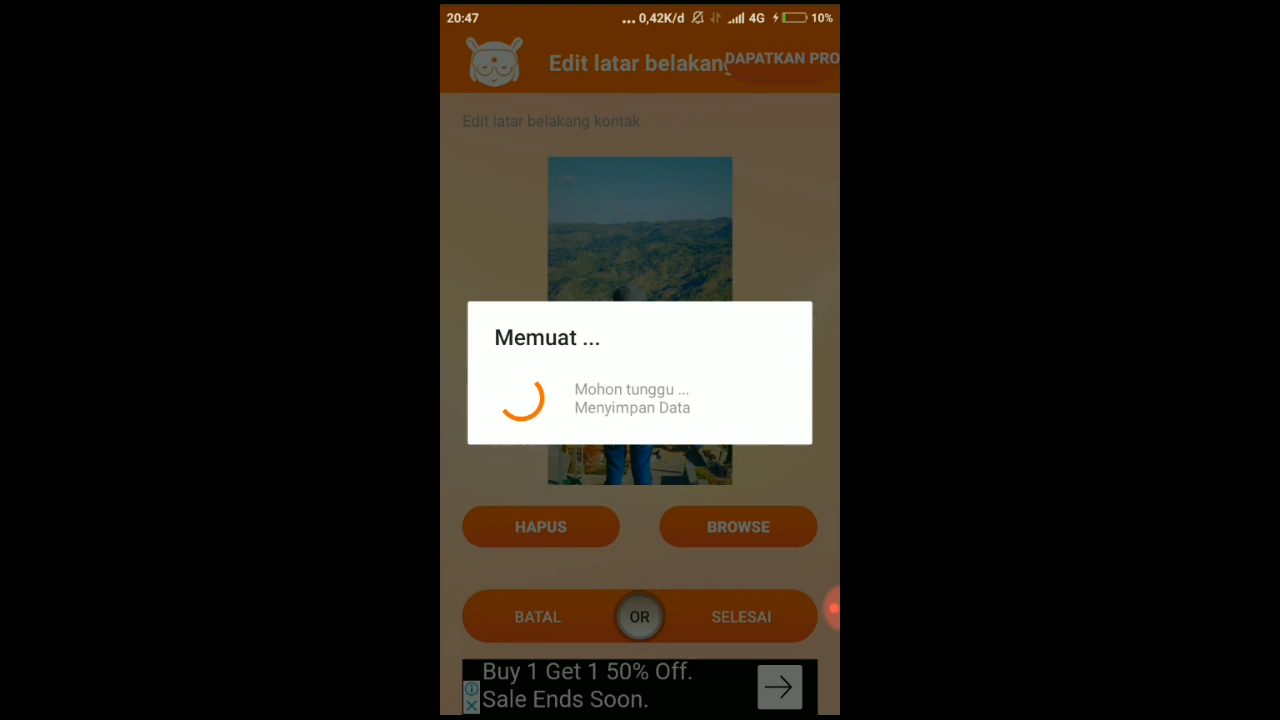 20:47
... 0,42K/d
4G
10%
Edit latar belakang
DAPATKAN PRO
Edit latar belakang kontak
Memuat ...
Mohon tunggu ...
Menyimpan Data
HAPUS
BROWSE
BATAL
OR
SELESAI
Buy 1 Get 1 50% Off.
Sale Ends Soon.